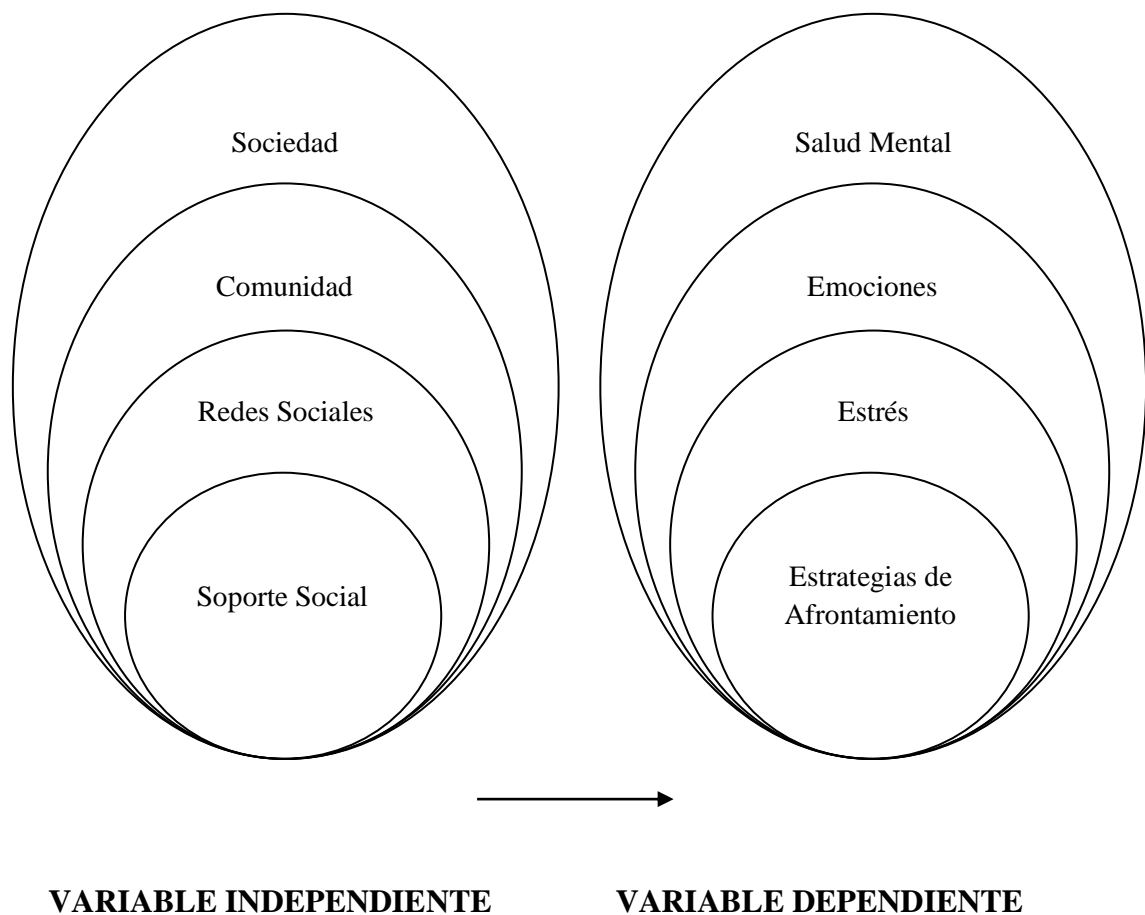 Sociedad
Comunidad
Redes Sociales
Soporte Social
Salud Mental
Emociones
Estrés
Estrategias de
Afrontamiento
VARIABLE INDEPENDIENTE
VARIABLE DEPENDIENTE